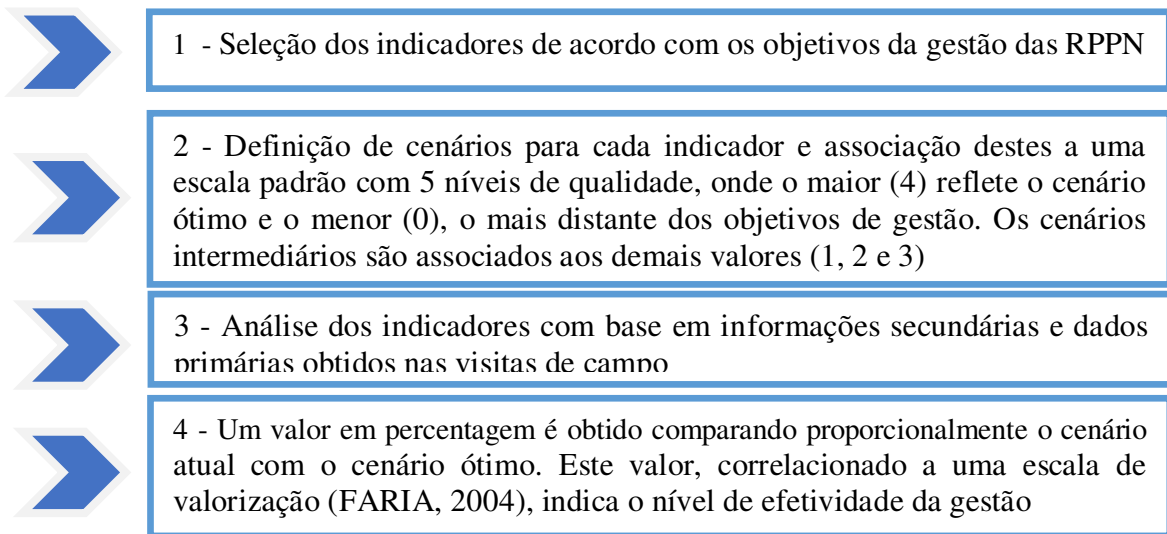 1 - Seleção dos indicadores de acordo com os objetivos da gestão das RPPN
2 - Definição de cenários para cada indicador e associação destes a uma
escala padrão com 5 níveis de qualidade, onde o maior (4) reflete o cenário
ótimo e o menor (0), o mais distante dos objetivos de gestão. Os cenários
intermediários são associados aos demais valores (1, 2 e 3)
3 - Análise dos indicadores com base em informações secundárias e dados
primárias obtidos nas visitas de campo
4 - Um valor em percentagem é obtido comparando proporcionalmente o cenário
atual com o cenário ótimo. Este valor, correlacionado a uma escala de
valorização (FARIA, 2004), indica o nível de efetividade da gestão